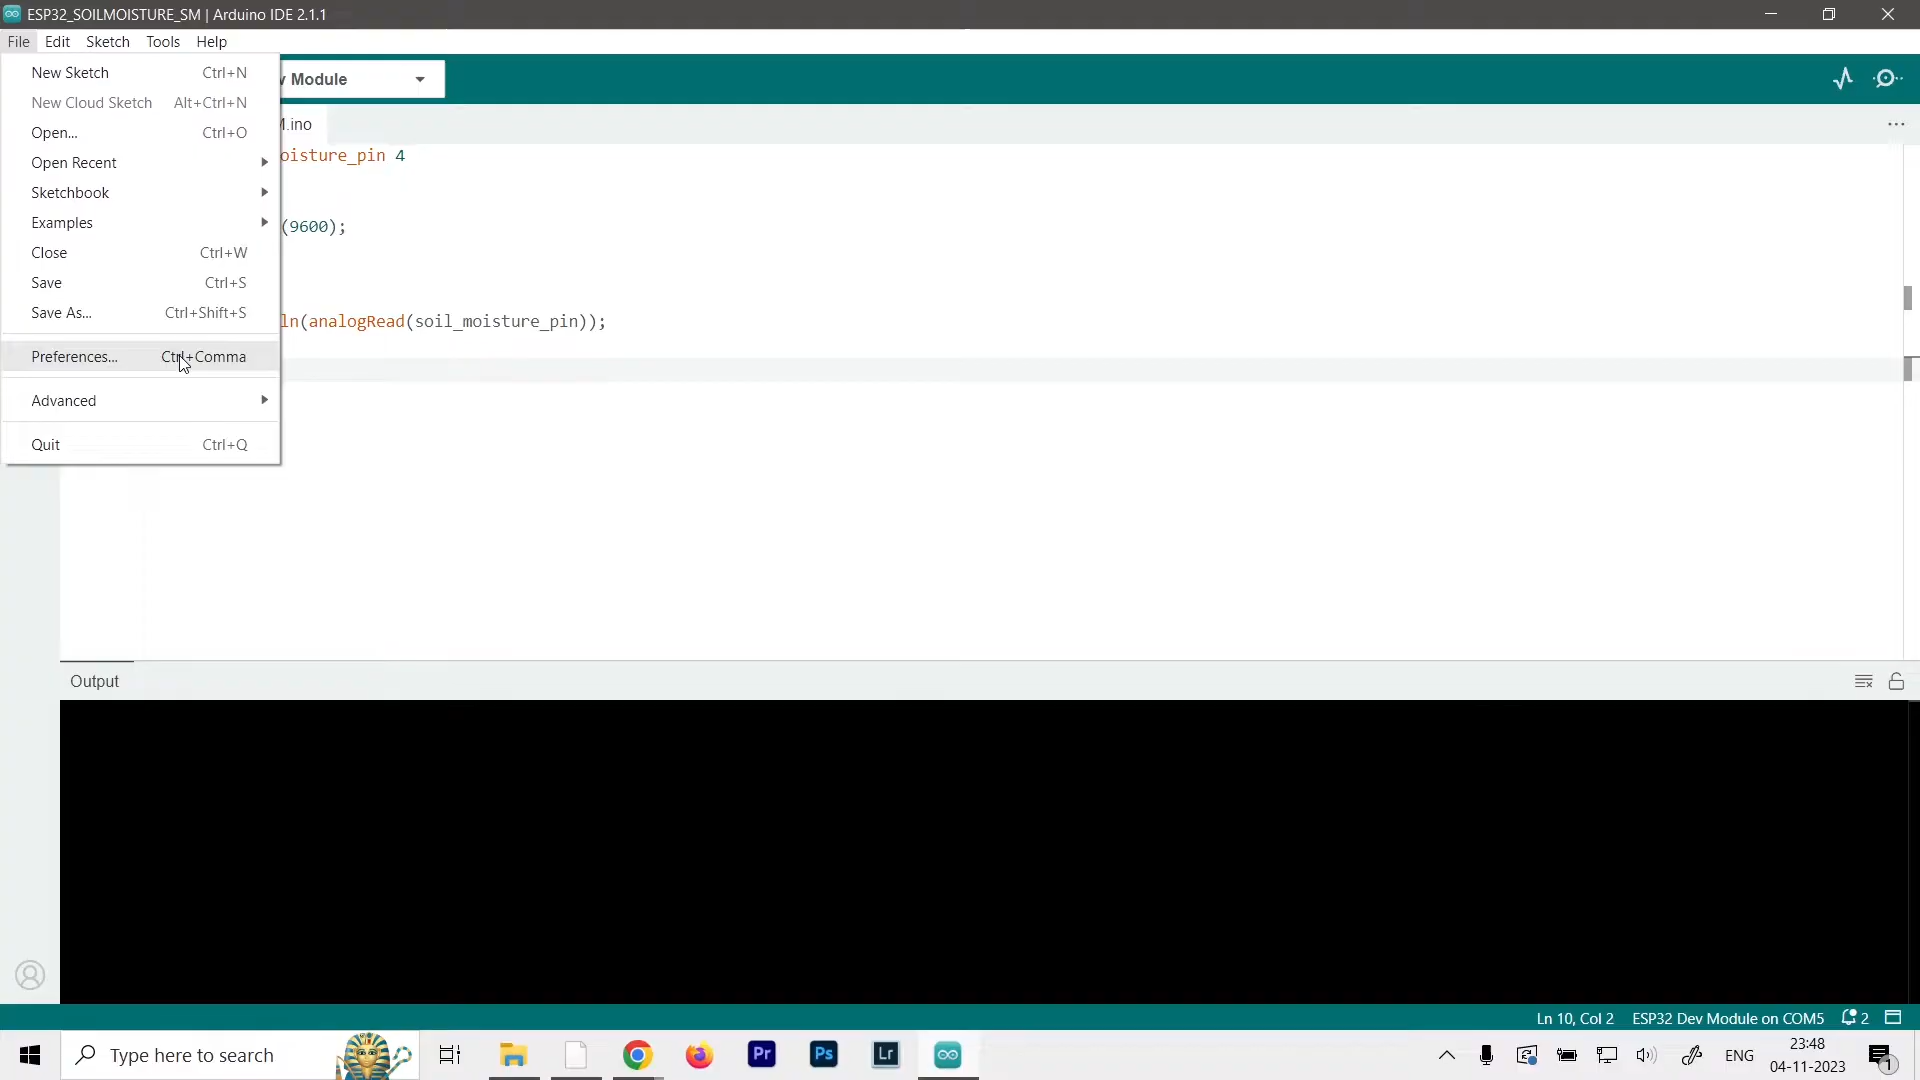 ESP32_SOILMOISTURE_SM | Arduino IDE 2.1.1
File Edit Sketch Tools Help
New Sketch Ctrl+N
New Cloud Sketch Alt+Ctrl+N
Open... Ctrl+O
Open Recent
Sketchbook
Examples
Close Ctrl+W
Save Ctrl+S
Save As... Ctrl+Shift+S
Preferences... Ctrl+Comma
Advanced
Quit Ctrl+Q
v Module
M.ino
oisture_pin 4
(9600);
ln(analogRead(soil_moisture_pin));
Output
Ln 10, Col 2 ESP32 Dev Module on COM5 2
Type here to search
Pr Ps Lr
ENG
23:48
04-11-2023
1